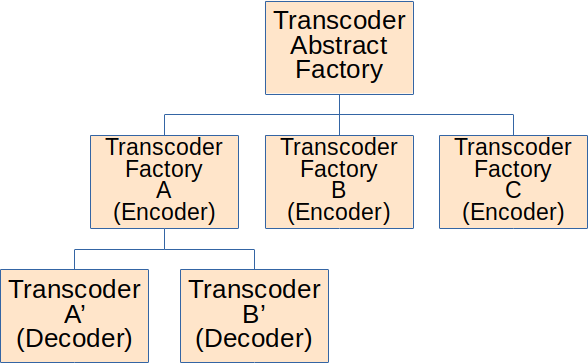 Transcoder
Abstract
Factory
Transcoder
Factory
A
(Encoder)
Transcoder
Factory
B
(Encoder)
Transcoder
Factory
C
(Encoder)
Transcoder
A’
(Decoder)
Transcoder
B’
(Decoder)